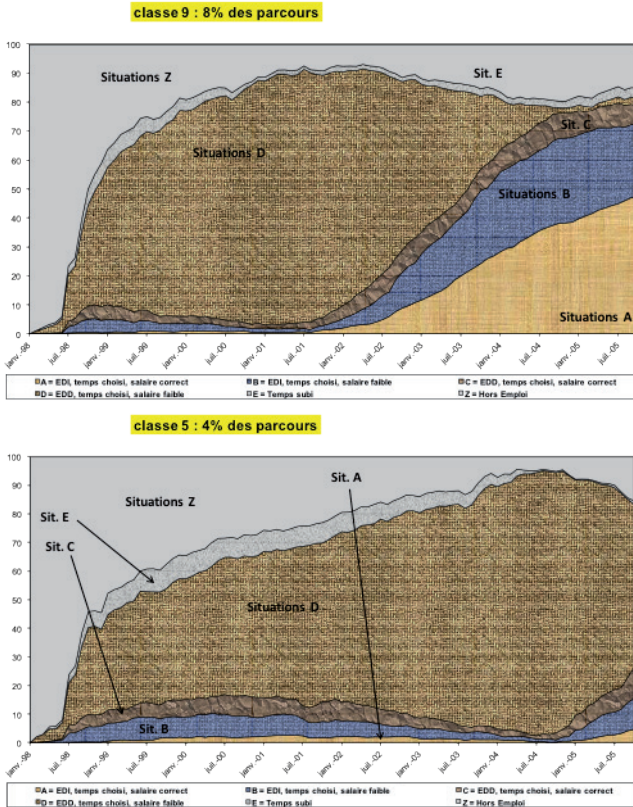 classe 9 : 8% des parcours
100
90
80
70
60
50
40
30
20
10
0
Situations Z
Sit. E
Situations D
Sit. C
Situations B
Situations A
janv.-98
juil.-98
janv.-99
juil.-99
janv.-00
juil.-00
janv.-01
juil.-01
janv.-02
juil.-02
janv.-03
juil.-03
janv.-04
juil.-04
janv.-05
juil.-05
A = EDI, temps choisi, salaire correct
B = EDI, temps choisi, salaire faible
C = EDD, temps choisi, salaire correct
D = EDD, temps choisi, salaire faible
E = Temps subi
Z = Hors Emploi
classe 5 : 4% des parcours
100
90
80
70
60
50
40
30
20
10
0
Sit. A
Situations Z
Sit. E
Sit. C
Situations D
Sit. B
janv.-98
juil.-98
janv.-99
juil.-99
janv.-00
juil.-00
janv.-01
juil.-01
janv.-02
juil.-02
janv.-03
juil.-03
janv.-04
juil.-04
janv.-05
juil.-05
A = EDI, temps choisi, salaire correct
B = EDI, temps choisi, salaire faible
C = EDD, temps choisi, salaire correct
D = EDD, temps choisi, salaire faible
E = Temps subi
Z = Hors Emploi